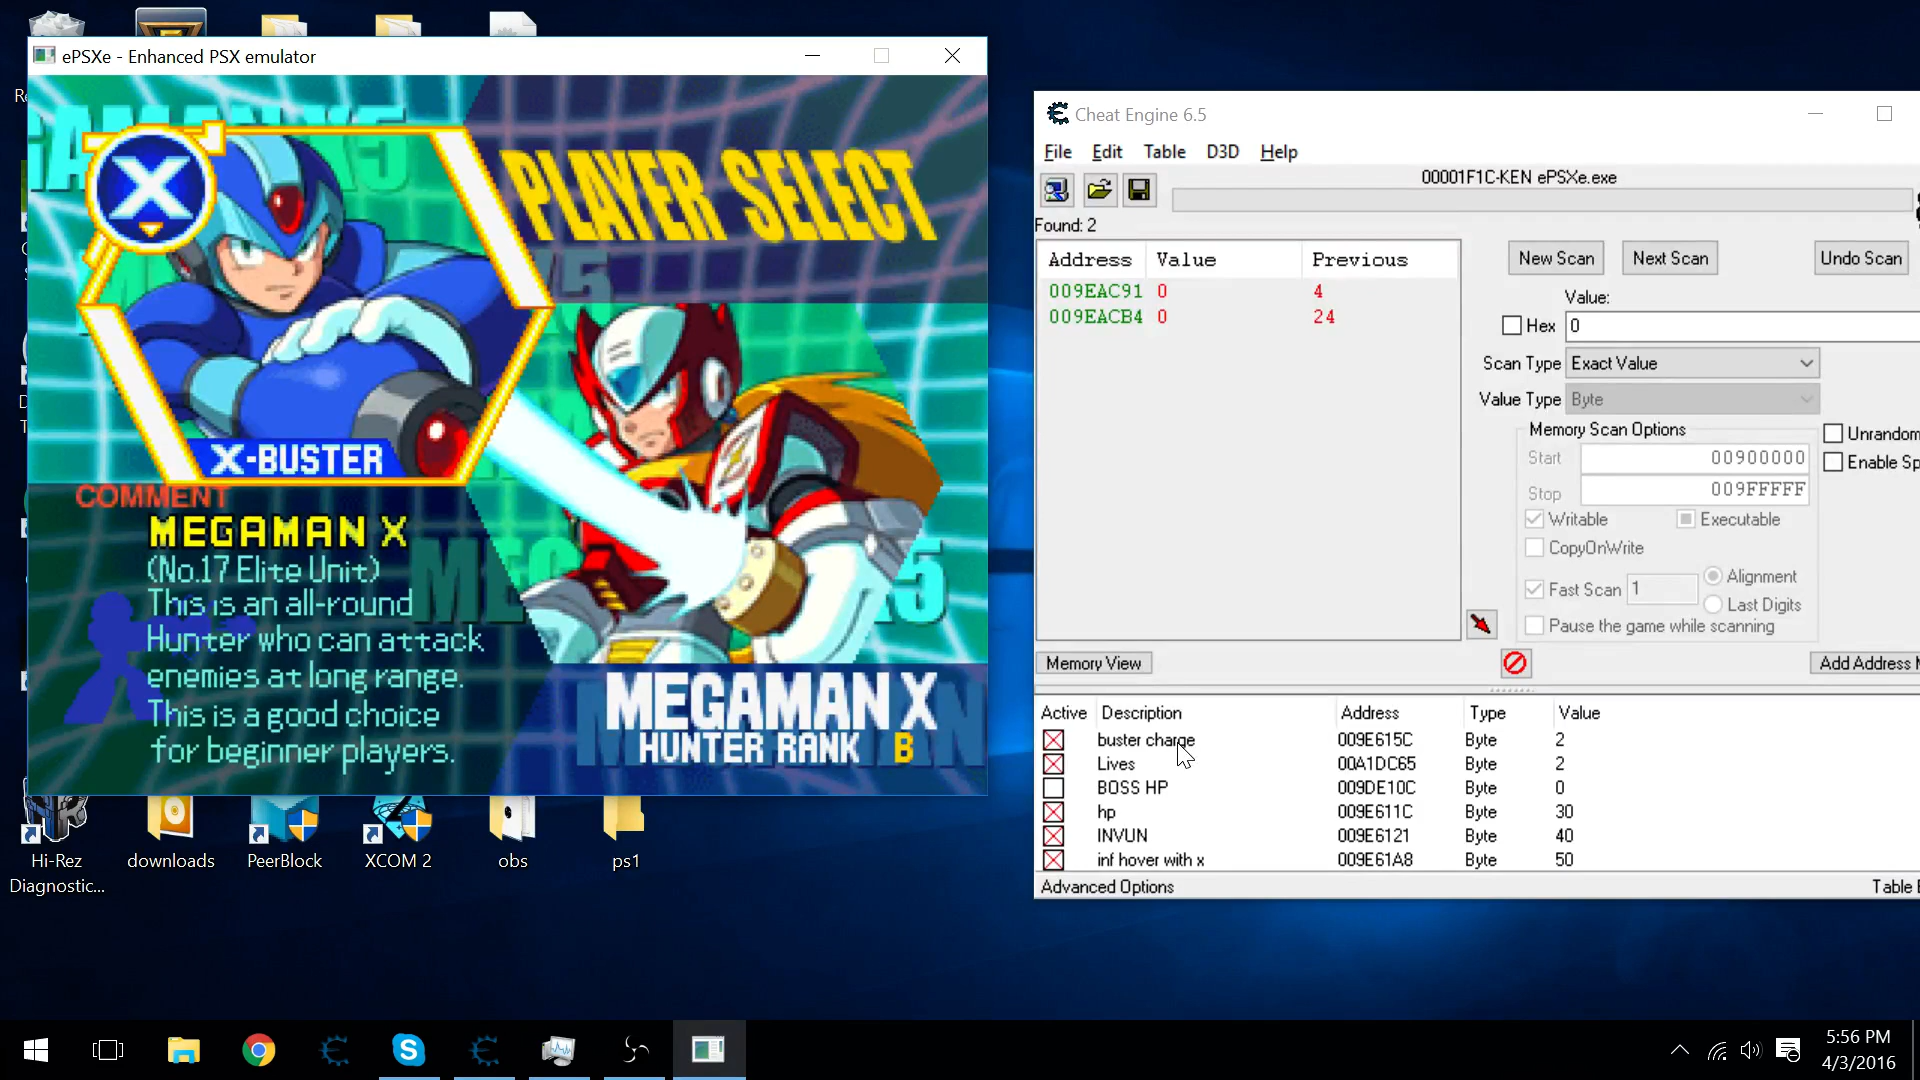 ePSXe - Enhanced PSX emulator
PLAYER SELECT
X
X-BUSTER
COMMENT
MEGAMAN X
(No.17 Elite Unit)
This is an all-round
Hunter who can attack
enemies at long range.
This is a good choice
for beginner players.
MEGAMAN X
HUNTER RANK B
Cheat Engine 6.5
File Edit Table D3D Help
00001F1C-KEN ePSXe.exe
Found: 2
Address Value Previous
009EAC91 0 4
009EACB4 0 24
New Scan Next Scan Undo Scan
Value:
Hex 0
Scan Type Exact Value
Value Type Byte
Memory Scan Options
Start 00900000
Stop 009FFFFF
Writable Executable
CopyOnWrite
Fast Scan 1 Alignment
Last Digits
Pause the game while scanning
Unrandom
Enable Sp
Memory View
Add Address M
Active Description Address Type Value
buster charge 009E615C Byte 2
Lives 00A1DC65 Byte 2
BOSS HP 009DE10C Byte 0
hp 009E611C Byte 30
INVUN 009E6121 Byte 40
inf hover with x 009E61A8 Byte 50
Advanced Options
Table E
Hi-Rez
Diagnostic...
downloads
PeerBlock
XCOM 2
obs
ps1
5:56 PM
4/3/2016